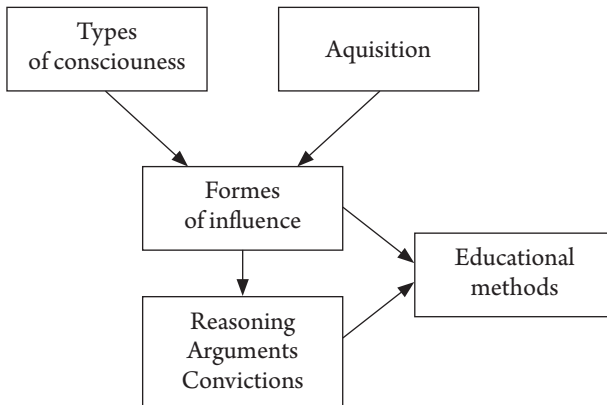 Types
of consciouness
Aquisition
Formes
of influence
Educational
methods
Reasoning
Arguments
Convictions